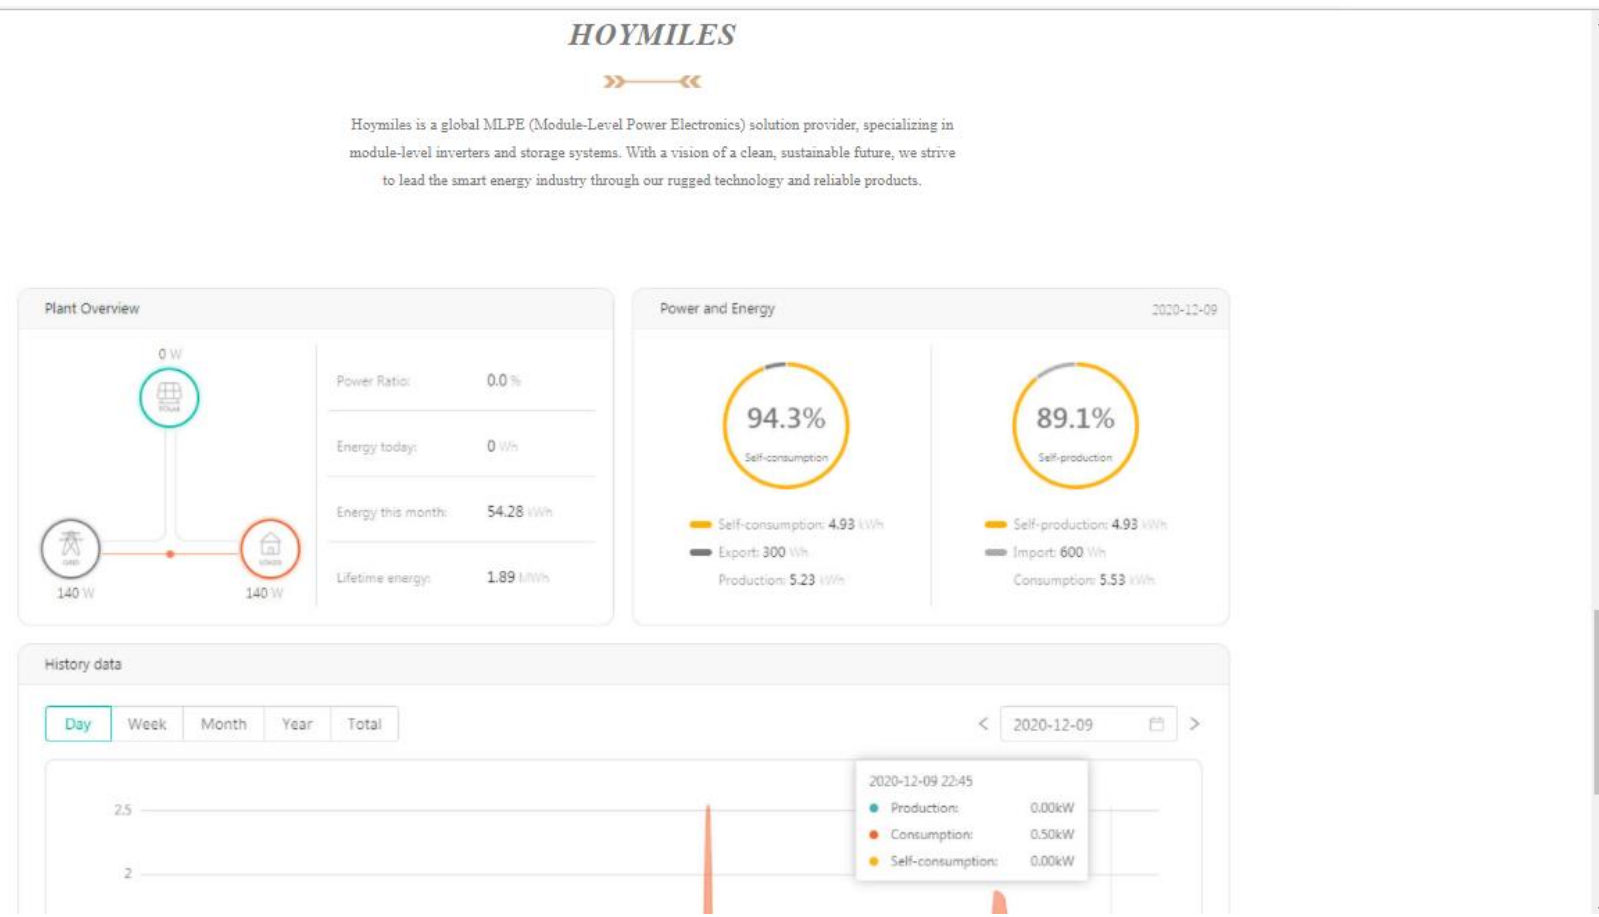 HOYMILES
Hoymiles is a global MLPE (Module-Level Power Electronics) solution provider, specializing in
module-level inverters and storage systems. With a vision of a clean, sustainable future, we strive
to lead the smart energy industry through our rugged technology and reliable products.
Plant Overview
0 W
SOLAR
GRID
LOADS
140 W
140 W
Power Ratio: 0.0 %
Energy today: 0 Wh
Energy this month: 54.28 kWh
Lifetime energy: 1.89 MWh
Power and Energy 2020-12-09
94.3%
Self-consumption
Self-consumption: 4.93 kWh
Export: 300 Wh
Production: 5.23 kWh
89.1%
Self-production
Self-production: 4.93 kWh
Import: 600 Wh
Consumption: 5.53 kWh
History data
Day Week Month Year Total
< 2020-12-09 >
2020-12-09 22:45
Production: 0.00kW
Consumption: 0.50kW
Self-consumption: 0.00kW
2.5
2